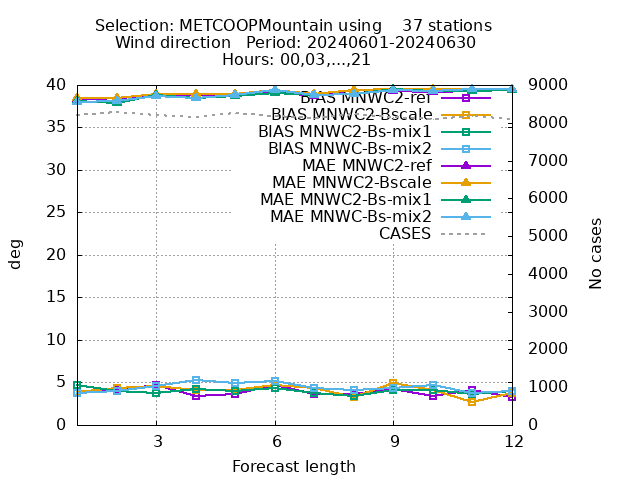 Selection: METCOOPMountain using    37 stations
Wind direction   Period: 20240601-20240630
Hours: 00,03,...,21
40
35
30
25
20
15
10
5
0
deg
BIAS MNWC2-ref
BIAS MNWC2-Bscale
BIAS MNWC2-Bs-mix1
BIAS MNWC-Bs-mix2
MAE MNWC2-ref
MAE MNWC2-Bscale
MAE MNWC2-Bs-mix1
MAE MNWC-Bs-mix2
CASES
9000
8000
7000
6000
5000
4000
3000
2000
1000
0
No cases
3
6
9
12
Forecast length